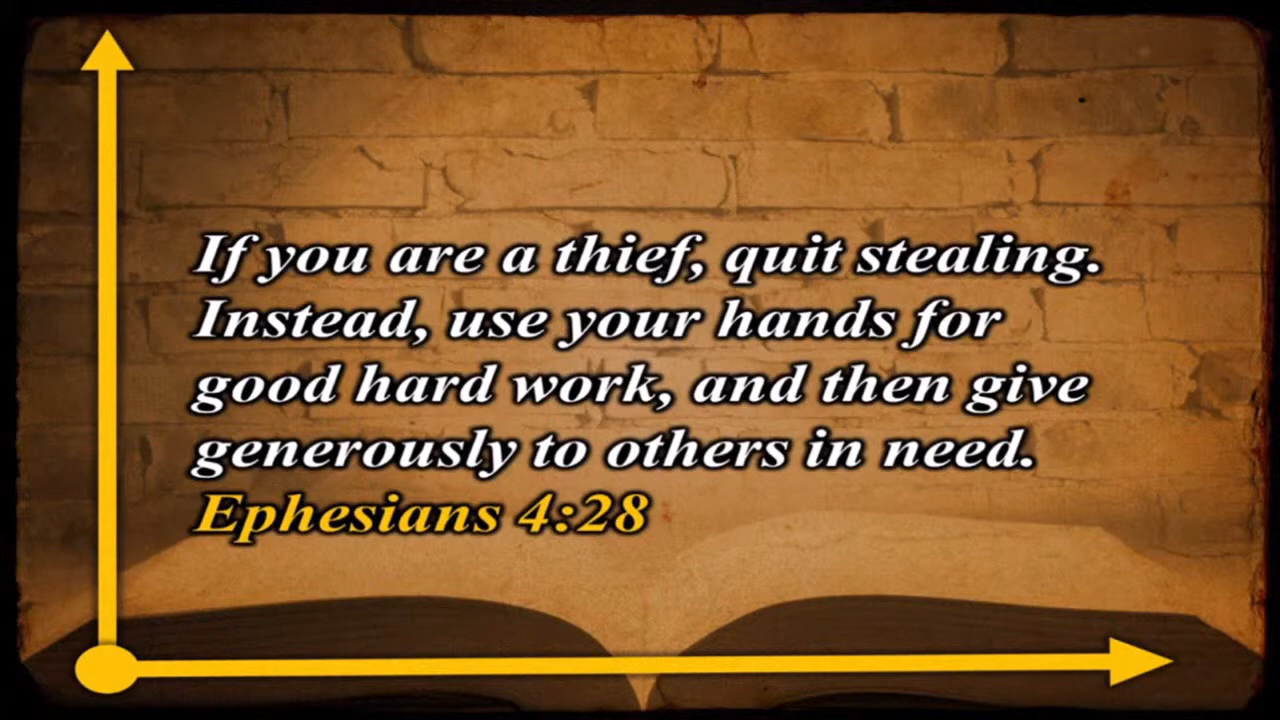 If you are a thief, quit stealing.
Instead, use your hands for
good hard work, and then give
generously to others in need.
Ephesians 4:28